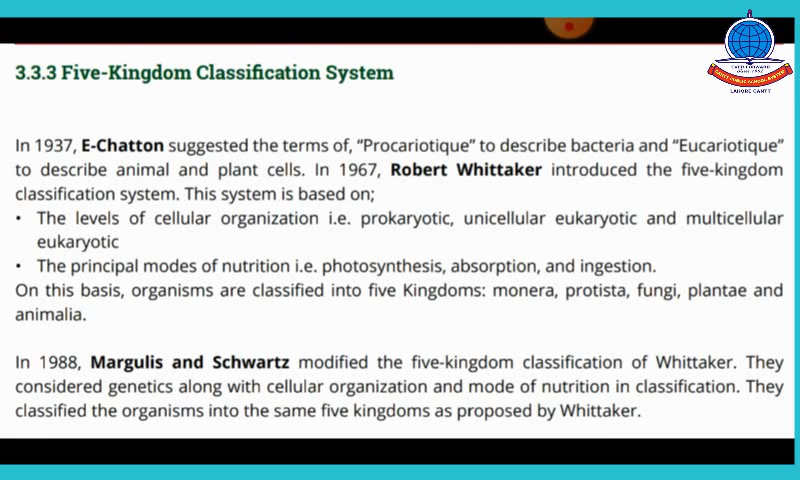 EVER FORWARD
LAHORE CANTT
3.3.3 Five-Kingdom Classification System
In 1937, E-Chatton suggested the terms of, “Procariotique” to describe bacteria and “Eucariotique”
to describe animal and plant cells. In 1967, Robert Whittaker introduced the five-kingdom
classification system. This system is based on;
• The levels of cellular organization i.e. prokaryotic, unicellular eukaryotic and multicellular
eukaryotic
• The principal modes of nutrition i.e. photosynthesis, absorption, and ingestion.
On this basis, organisms are classified into five Kingdoms: monera, protista, fungi, plantae and
animalia.
In 1988, Margulis and Schwartz modified the five-kingdom classification of Whittaker. They
considered genetics along with cellular organization and mode of nutrition in classification. They
classified the organisms into the same five kingdoms as proposed by Whittaker.